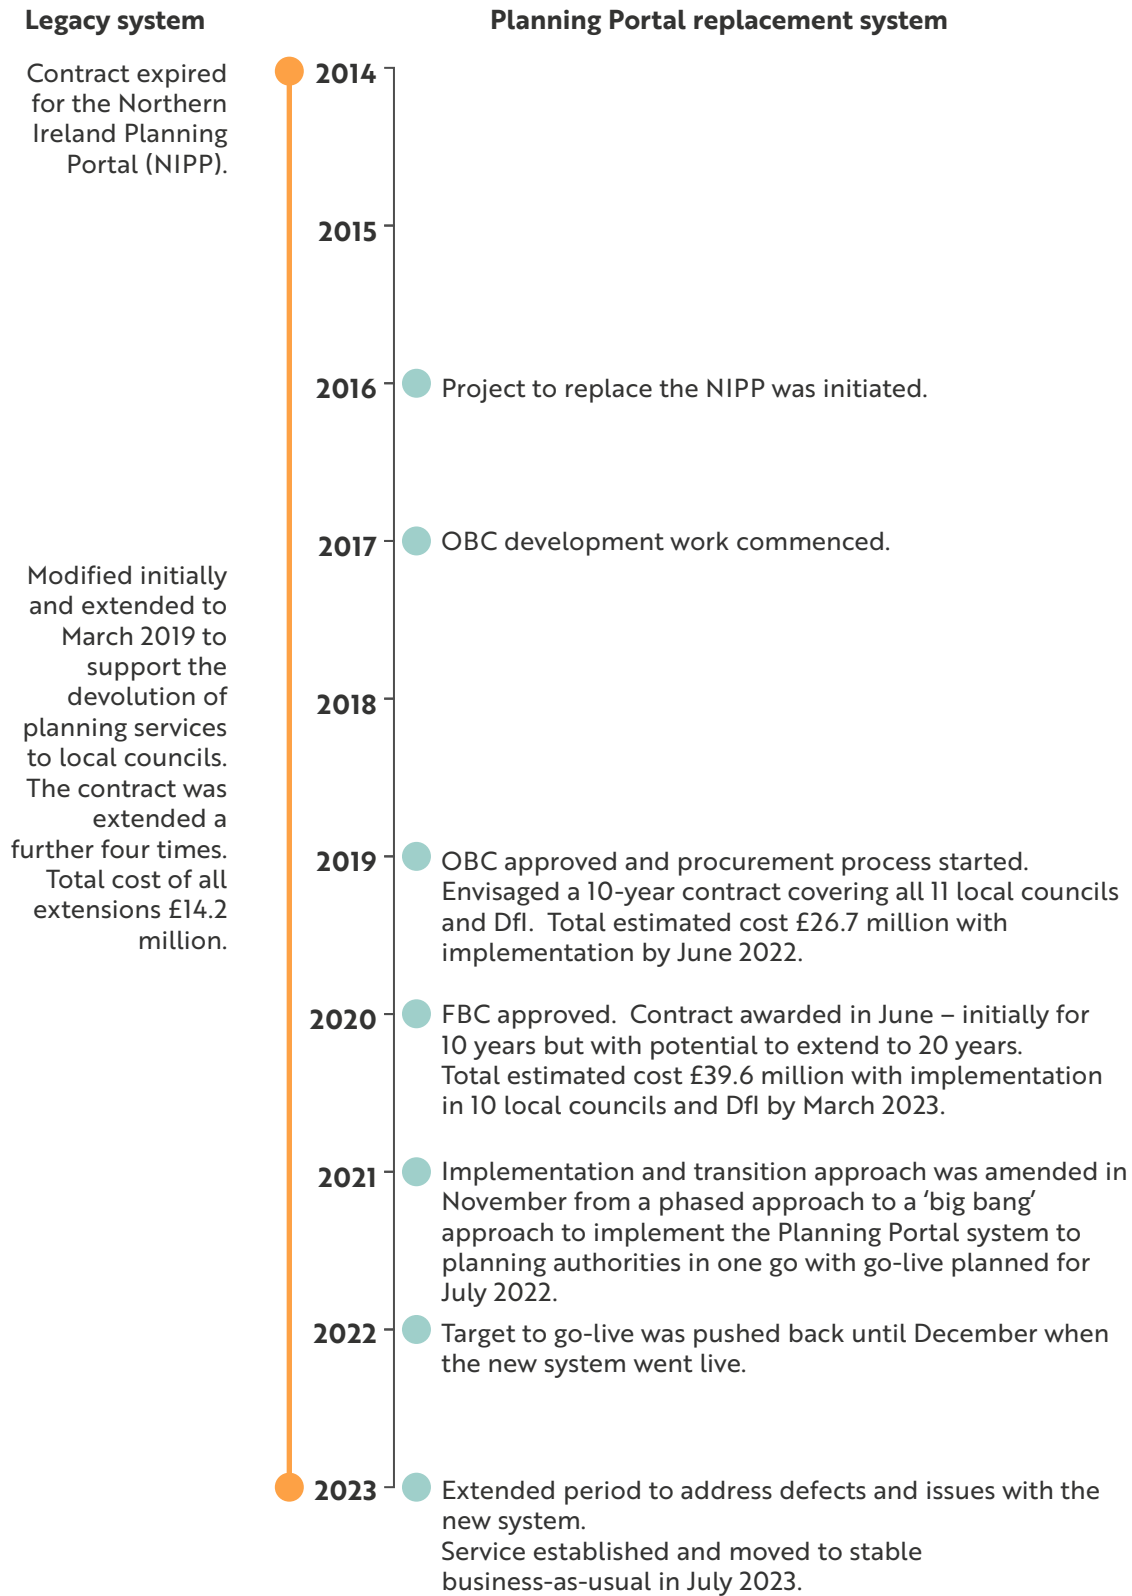 Legacy system
Planning Portal replacement system
Contract expired
for the Northern
Ireland Planning
Portal (NIPP).
Modified initially
and extended to
March 2019 to
support the
devolution of
planning services
to local councils.
The contract was
extended a
further four times.
Total cost of all
extensions £14.2
million.
2014
2015
2016
Project to replace the NIPP was initiated.
2017
OBC development work commenced.
2018
2019
OBC approved and procurement process started.
Envisaged a 10-year contract covering all 11 local councils
and DfI. Total estimated cost £26.7 million with
implementation by June 2022.
2020
FBC approved. Contract awarded in June – initially for
10 years but with potential to extend to 20 years.
Total estimated cost £39.6 million with implementation
in 10 local councils and DfI by March 2023.
2021
Implementation and transition approach was amended in
November from a phased approach to a ‘big bang’
approach to implement the Planning Portal system to
planning authorities in one go with go-live planned for
July 2022.
2022
Target to go-live was pushed back until December when
the new system went live.
2023
Extended period to address defects and issues with the
new system.
Service established and moved to stable
business-as-usual in July 2023.